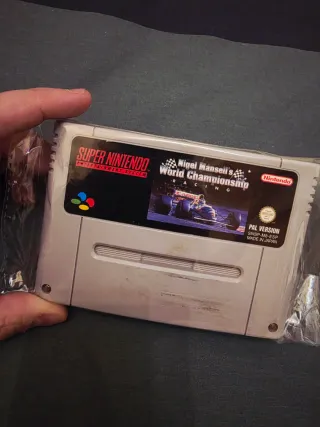 SUPER NINTENDO
ENTERTAINMENT SYSTEM
Nigel Mansell's
World Championship
RACING
Nintendo
PAL VERSION
MADE IN JAPAN